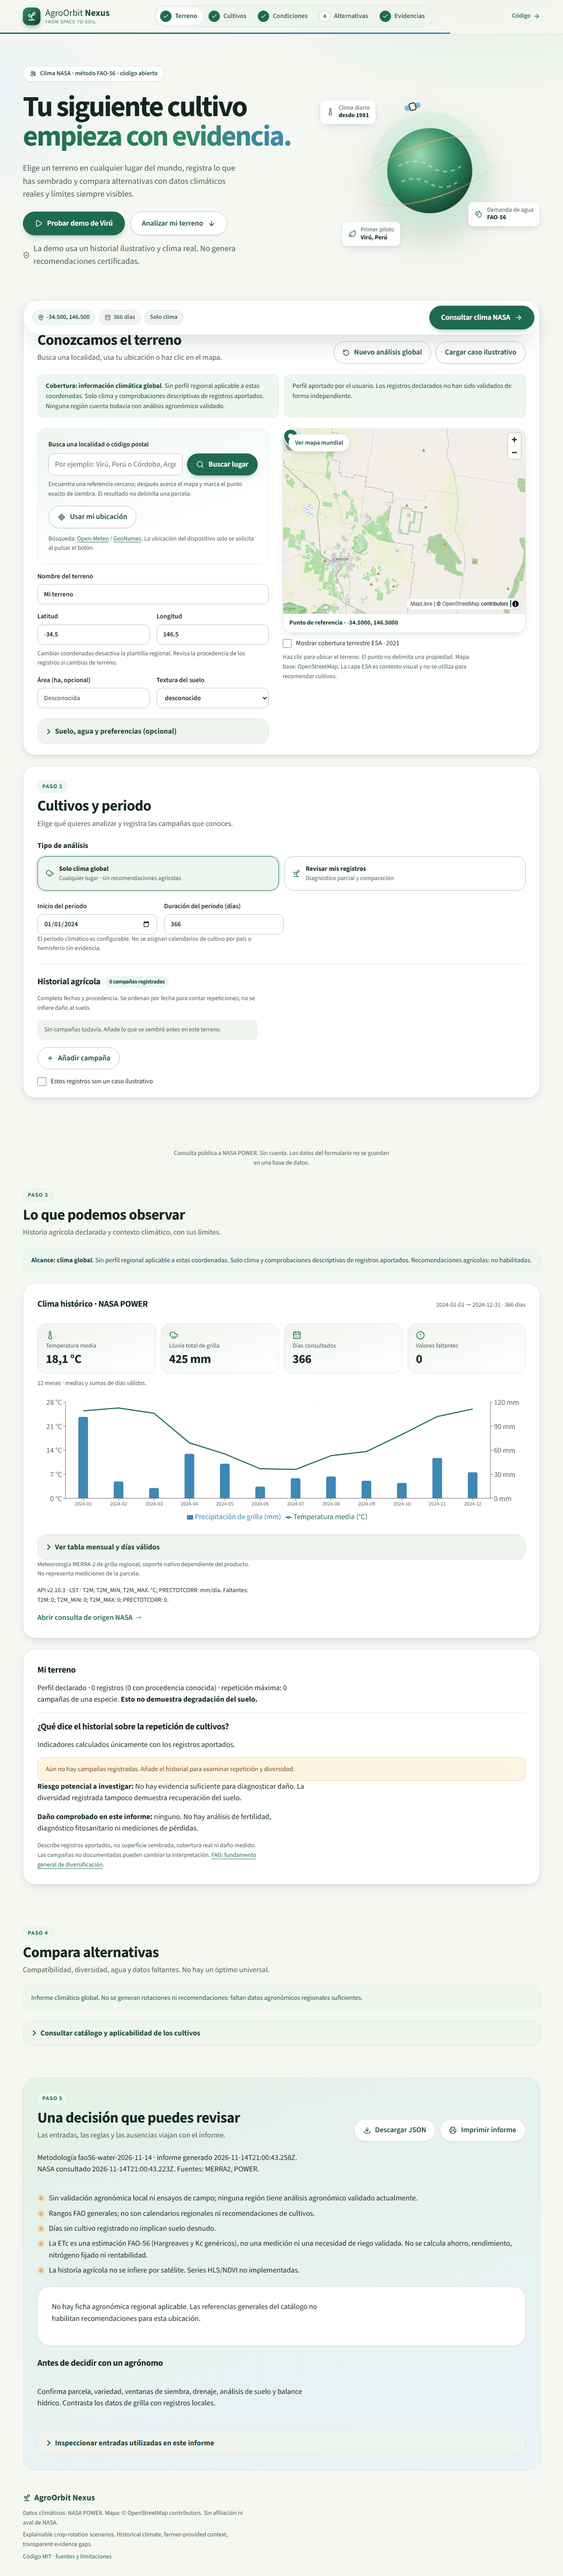 AgroOrbit Nexus
FROM SPACE TO SOIL
Terreno
Cultivos
Condiciones
4 Alternativas
Evidencias
Código →
Clima NASA · método FAO-56 · código abierto
Tu siguiente cultivo
empieza con evidencia.
Elige un terreno en cualquier lugar del mundo, registra lo que
has sembrado y compara alternativas con datos climáticos
reales y límites siempre visibles.
Probar demo de Virú
Analizar mi terreno ↓
La demo usa un historial ilustrativo y clima real. No genera
recomendaciones certificadas.
Clima diario
desde 1981
Demanda de agua
FAO-56
Primer piloto
Virú, Perú
-34.500, 146.500
366 días
Solo clima
Consultar clima NASA →
Conozcamos el terreno
Busca una localidad, usa tu ubicación o haz clic en el mapa.
Nuevo análisis global
Cargar caso ilustrativo
Cobertura: información climática global. Sin perfil regional aplicable a estas
coordenadas. Solo clima y comprobaciones descriptivas de registros aportados.
Ninguna región cuenta todavía con análisis agronómico validado.
Perfil aportado por el usuario. Los registros declarados no han sido validados de
forma independiente.
Busca una localidad o código postal
Por ejemplo: Virú, Perú o Córdoba, Arge
Buscar lugar
Encuentra una referencia cercana; después acerca el mapa y marca el punto
exacto de siembra. El resultado no delimita una parcela.
Usar mi ubicación
Búsqueda: Open-Meteo / GeoNames. La ubicación del dispositivo solo se solicita
al pulsar el botón.
Nombre del terreno
Mi terreno
Latitud
Longitud
-34.5
146.5
Cambiar coordenadas desactiva la plantilla regional. Revisa la procedencia de los
registros si cambias de terreno.
Área (ha, opcional)
Textura del suelo
Desconocida
desconocido
Suelo, agua y preferencias (opcional)
Ver mapa mundial
+
−
Leeton
MapLibre | © OpenStreetMap contributors
Punto de referencia · -34.5000, 146.5000
Mostrar cobertura terrestre ESA · 2021
Haz clic para ubicar el terreno. El punto no delimita una propiedad. Mapa
base: OpenStreetMap. La capa ESA es contexto visual y no se utiliza para
recomendar cultivos.
PASO 2
Cultivos y periodo
Elige qué quieres analizar y registra las campañas que conoces.
Tipo de análisis
Solo clima global
Cualquier lugar · sin recomendaciones agrícolas
Revisar mis registros
Diagnóstico parcial y comparación
Inicio del periodo
Duración del periodo (días)
01/01/2024
366
El periodo climático es configurable. No se asignan calendarios de cultivo por país o
hemisferio sin evidencia.
Historial agrícola
0 campañas registradas
Completa fechas y procedencia. Se ordenan por fecha para contar repeticiones; no se
infiere daño al suelo.
Sin campañas todavía. Añade lo que se sembró antes en este terreno.
+ Añadir campaña
Estos registros son un caso ilustrativo
Consulta pública a NASA POWER. Sin cuenta. Los datos del formulario no se guardan
en una base de datos.
PASO 3
Lo que podemos observar
Historia agrícola declarada y contexto climático, con sus límites.
Alcance: clima global. Sin perfil regional aplicable a estas coordenadas. Solo clima y comprobaciones descriptivas de registros aportados. Recomendaciones agrícolas: no habilitadas.
Clima histórico · NASA POWER
2024-01-01 — 2024-12-31 · 366 días
Temperatura media
18,1 °C
Lluvia total de grilla
425 mm
Días consultados
366
Valores faltantes
0
12 meses · medias y sumas de días válidos.
28 °C
21 °C
14 °C
7 °C
0 °C
120 mm
90 mm
60 mm
30 mm
0 mm
2024-01 2024-02 2024-03 2024-04 2024-05 2024-06 2024-07 2024-08 2024-09 2024-10 2024-11 2024-12
Precipitación de grilla (mm) Temperatura media (°C)
Ver tabla mensual y días válidos
Meteorología MERRA-2 de grilla regional; soporte nativo dependiente del producto.
No representa mediciones de la parcela.
API v2.10.3 · LST · T2M, T2M_MIN, T2M_MAX: °C; PRECTOTCORR: mm/día. Faltantes:
T2M: 0; T2M_MIN: 0; T2M_MAX: 0; PRECTOTCORR: 0.
Abrir consulta de origen NASA →
Mi terreno
Perfil declarado · 0 registros (0 con procedencia conocida) · repetición máxima: 0
campañas de una especie. Esto no demuestra degradación del suelo.
¿Qué dice el historial sobre la repetición de cultivos?
Indicadores calculados únicamente con los registros aportados.
Aún no hay campañas registradas. Añade el historial para examinar repetición y diversidad.
Riesgo potencial a investigar: No hay evidencia suficiente para diagnosticar daño. La
diversidad registrada tampoco demuestra recuperación del suelo.
Daño comprobado en este informe: ninguno. No hay análisis de fertilidad,
diagnóstico fitosanitario ni mediciones de pérdidas.
Describe registros aportados, no superficie sembrada, cobertura real ni daño medido.
Las campañas no documentadas pueden cambiar la interpretación. FAO: fundamento
general de diversificación.
PASO 4
Compara alternativas
Compatibilidad, diversidad, agua y datos faltantes. No hay un óptimo universal.
Informe climático global. No se generan rotaciones ni recomendaciones: faltan datos agronómicos regionales suficientes.
Consultar catálogo y aplicabilidad de los cultivos
PASO 5
Una decisión que puedes revisar
Las entradas, las reglas y las ausencias viajan con el informe.
Descargar JSON
Imprimir informe
Metodología fao56-water-2026-11-14 · informe generado 2026-11-14T21:00:43.258Z.
NASA consultado 2026-11-14T21:00:43.223Z. Fuentes: MERRA2, POWER.
Sin validación agronómica local ni ensayos de campo; ninguna región tiene análisis agronómico validado actualmente.
Rangos FAO generales; no son calendarios regionales ni recomendaciones de cultivos.
Días sin cultivo registrado no implican suelo desnudo.
La ETc es una estimación FAO-56 (Hargreaves y Kc genéricos), no una medición ni una necesidad de riego validada. No se calcula ahorro, rendimiento,
nitrógeno fijado ni rentabilidad.
La historia agrícola no se infiere por satélite. Series HLS/NDVI no implementadas.
No hay ficha agronómica regional aplicable. Las referencias generales del catálogo no
habilitan recomendaciones para esta ubicación.
Antes de decidir con un agrónomo
Confirma parcela, variedad, ventanas de siembra, drenaje, análisis de suelo y balance
hídrico. Contrasta los datos de grilla con registros locales.
Inspeccionar entradas utilizadas en este informe
AgroOrbit Nexus
Datos climáticos: NASA POWER. Mapa: © OpenStreetMap contributors. Sin afiliación ni
aval de NASA.
Explainable crop-rotation scenarios. Historical climate, farmer-provided context,
transparent evidence gaps.
Código MIT · fuentes y limitaciones